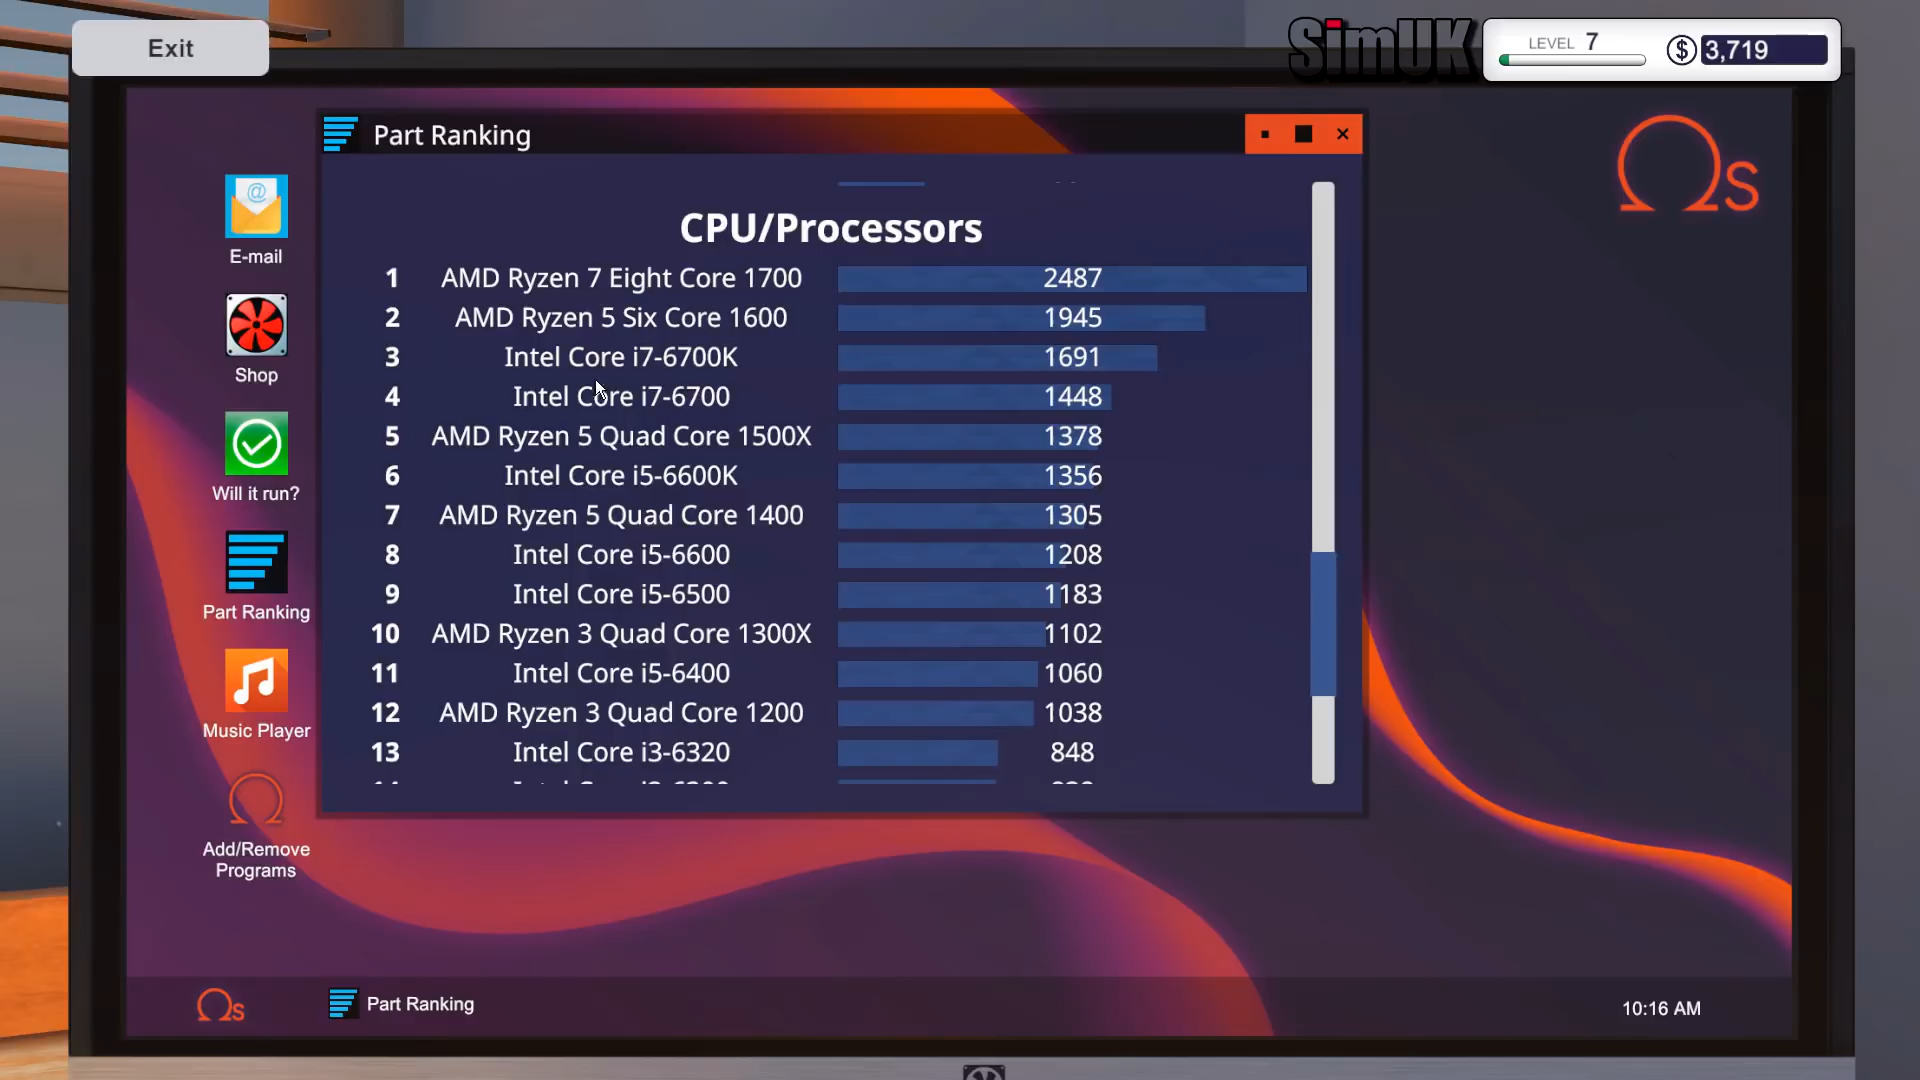 Exit
SimUK
LEVEL 7
$ 3,719
Part Ranking
Ωs
E-mail
Shop
Will it run?
Part Ranking
Music Player
Add/Remove
Programs
CPU/Processors
1 AMD Ryzen 7 Eight Core 1700 2487
2 AMD Ryzen 5 Six Core 1600 1945
3 Intel Core i7-6700K 1691
4 Intel Core i7-6700 1448
5 AMD Ryzen 5 Quad Core 1500X 1378
6 Intel Core i5-6600K 1356
7 AMD Ryzen 5 Quad Core 1400 1305
8 Intel Core i5-6600 1208
9 Intel Core i5-6500 1183
10 AMD Ryzen 3 Quad Core 1300X 1102
11 Intel Core i5-6400 1060
12 AMD Ryzen 3 Quad Core 1200 1038
13 Intel Core i3-6320 848
Ωs
Part Ranking
10:16 AM